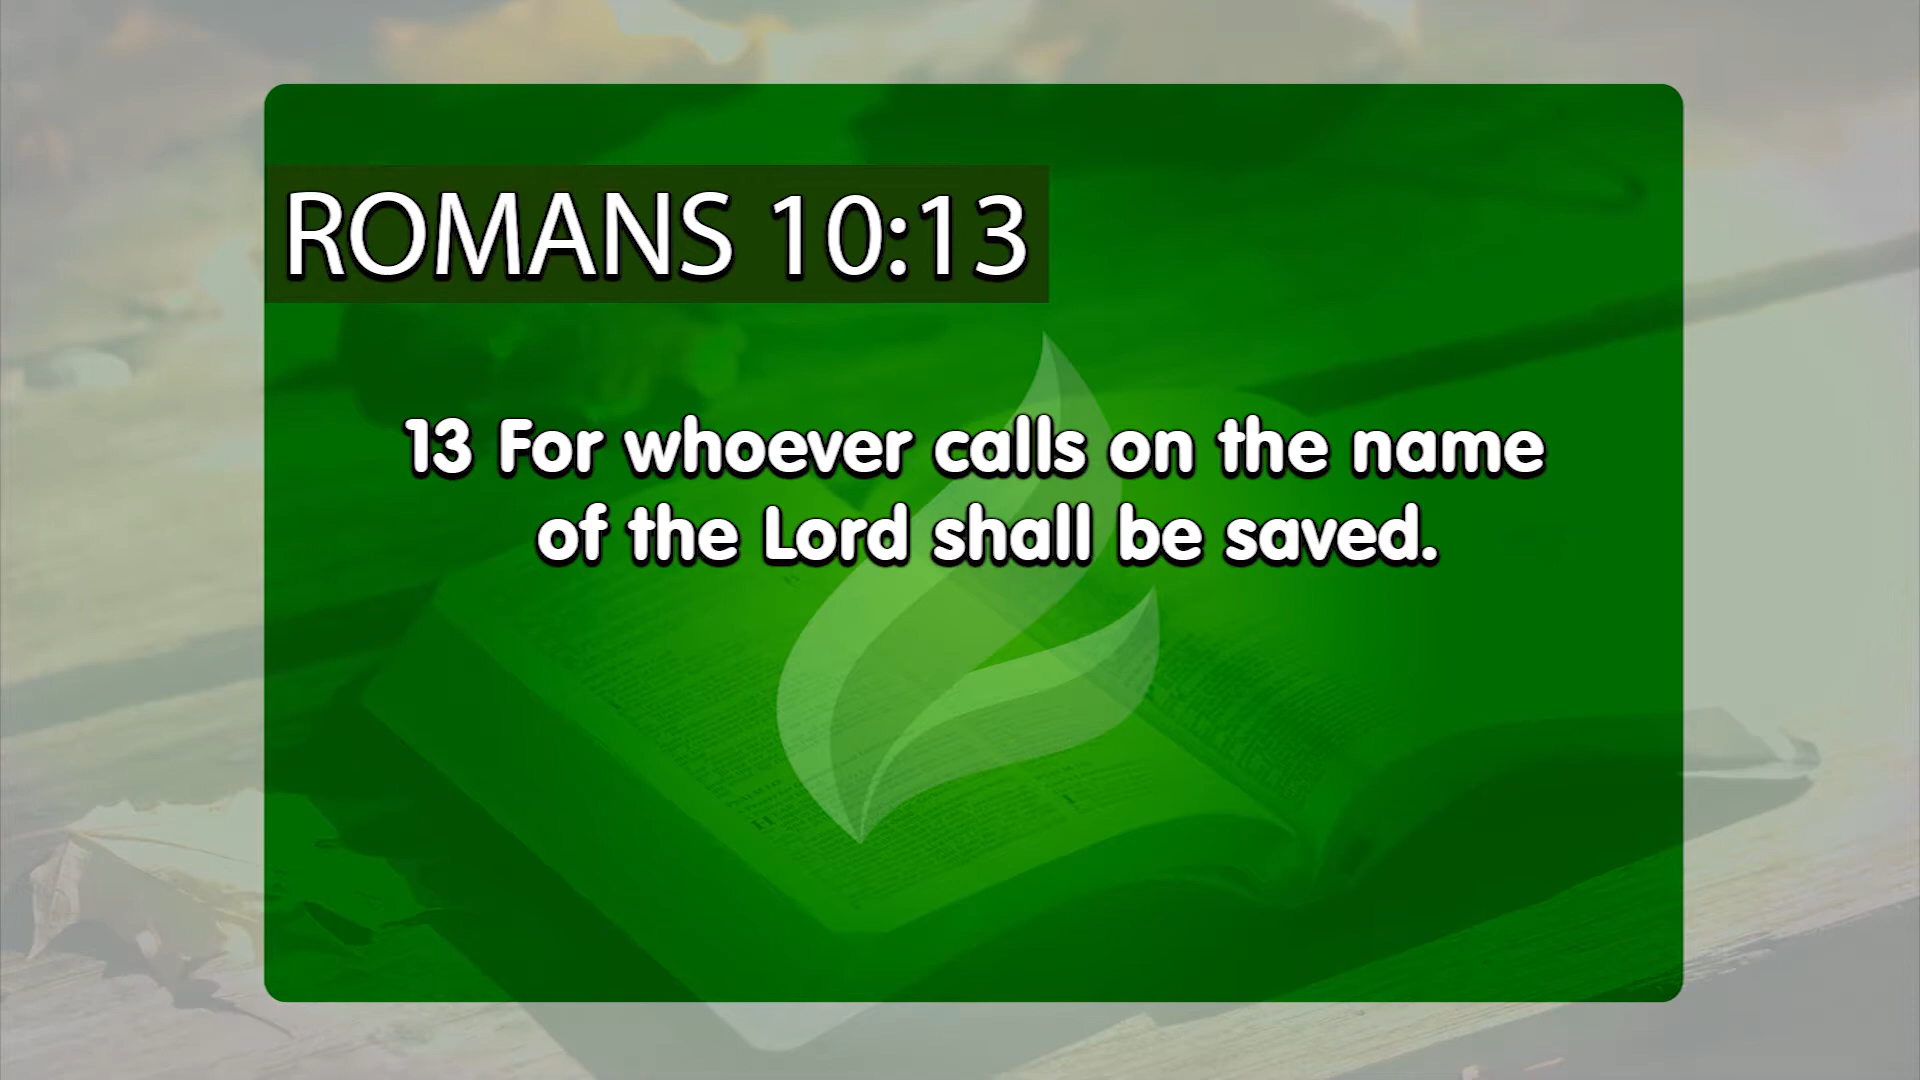 ROMANS 10:13
13 For whoever calls on the name
of the Lord shall be saved.